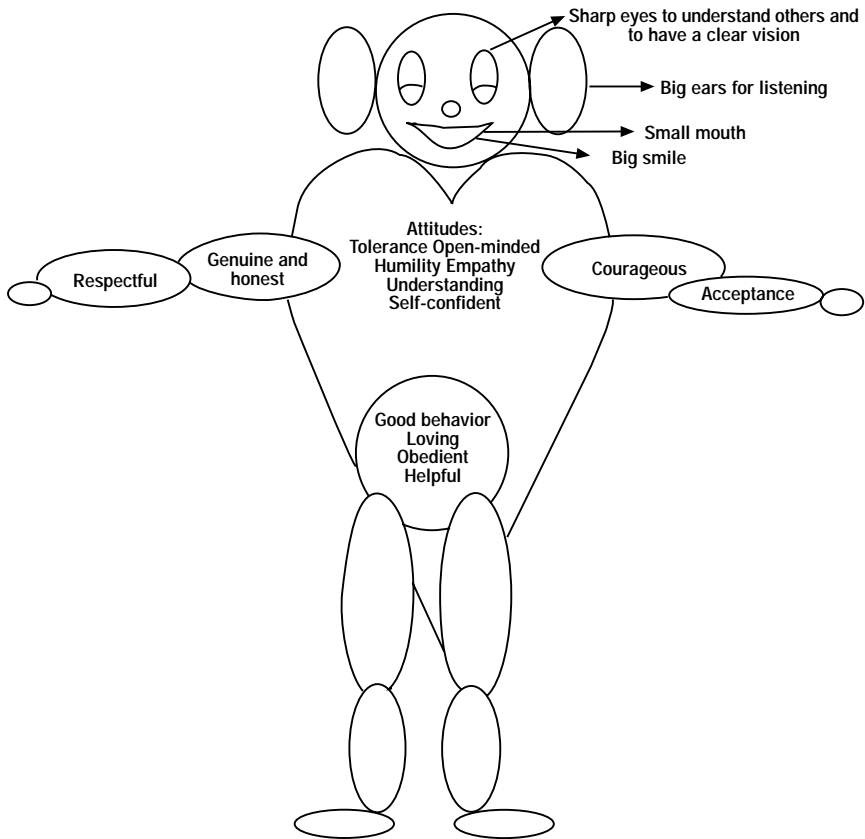 Sharp eyes to understand others and
to have a clear vision
Big ears for listening
Small mouth
Big smile
Attitudes:
Tolerance Open-minded
Humility Empathy
Understanding
Self-confident
Genuine and
honest
Respectful
Courageous
Acceptance
Good behavior
Loving
Obedient
Helpful